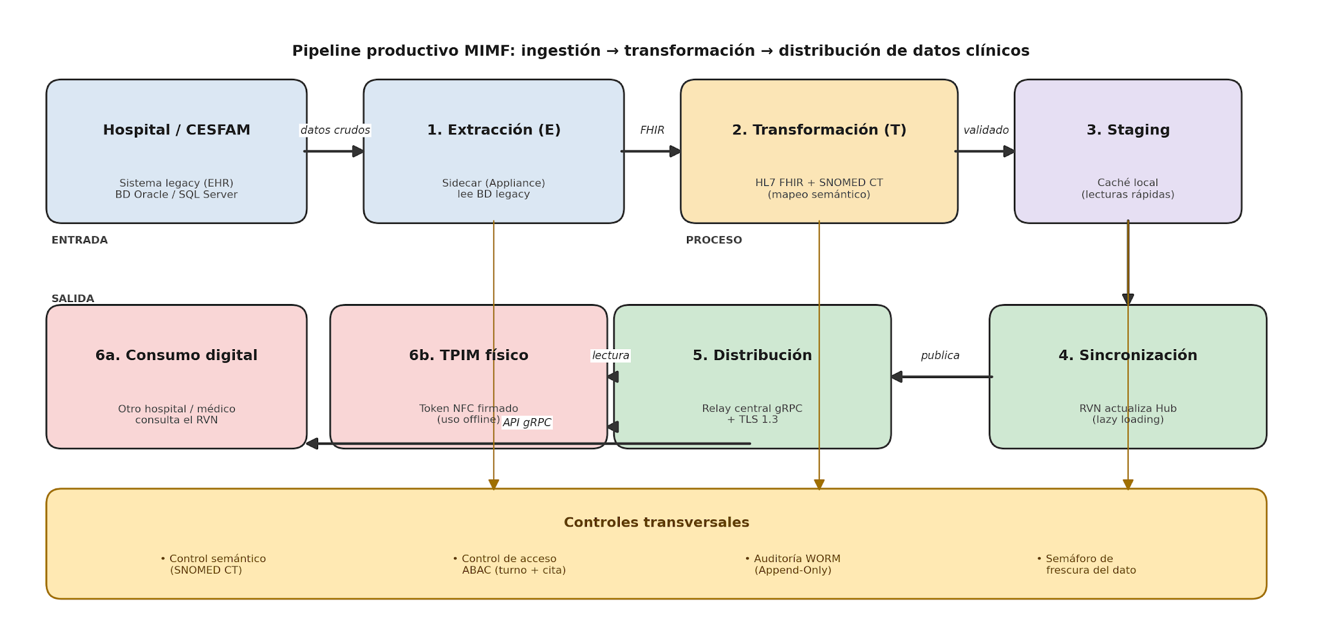 Pipeline productivo MIMF: ingestión → transformación → distribución de datos clínicos
Hospital / CESFAM
Sistema legacy (EHR)
BD Oracle / SQL Server
datos crudos
1. Extracción (E)
Sidecar (Appliance)
lee BD legacy
FHIR
2. Transformación (T)
HL7 FHIR + SNOMED CT
(mapeo semántico)
validado
3. Staging
Caché local
(lecturas rápidas)
ENTRADA
PROCESO
SALIDA
6a. Consumo digital
Otro hospital / médico
consulta el RVN
6b. TPIM físico
Token NFC firmado
(uso offline)
lectura
API gRPC
5. Distribución
Relay central gRPC
+ TLS 1.3
publica
4. Sincronización
RVN actualiza Hub
(lazy loading)
Controles transversales
• Control semántico
(SNOMED CT)
• Control de acceso
ABAC (turno + cita)
• Auditoría WORM
(Append-Only)
• Semáforo de
frescura del dato